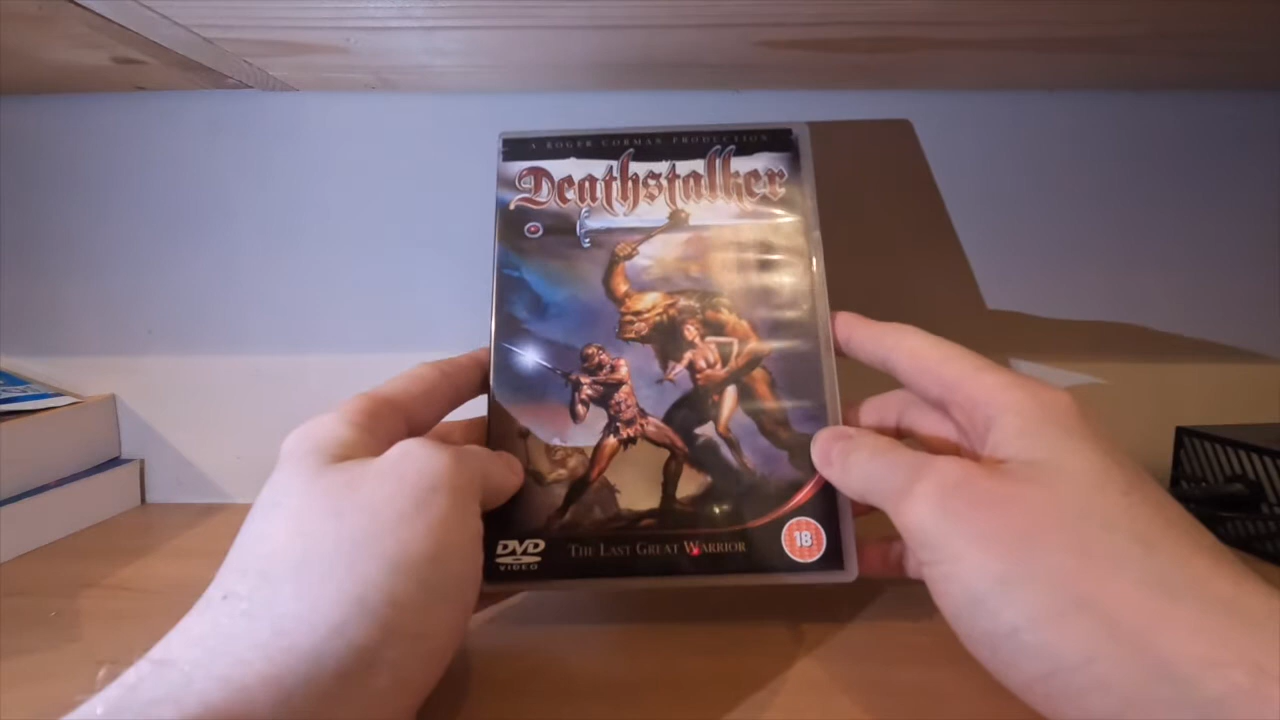 A ROGER CORMAN PRODUCTION
Deathstalker
DVD
VIDEO
THE LAST GREAT WARRIOR
18